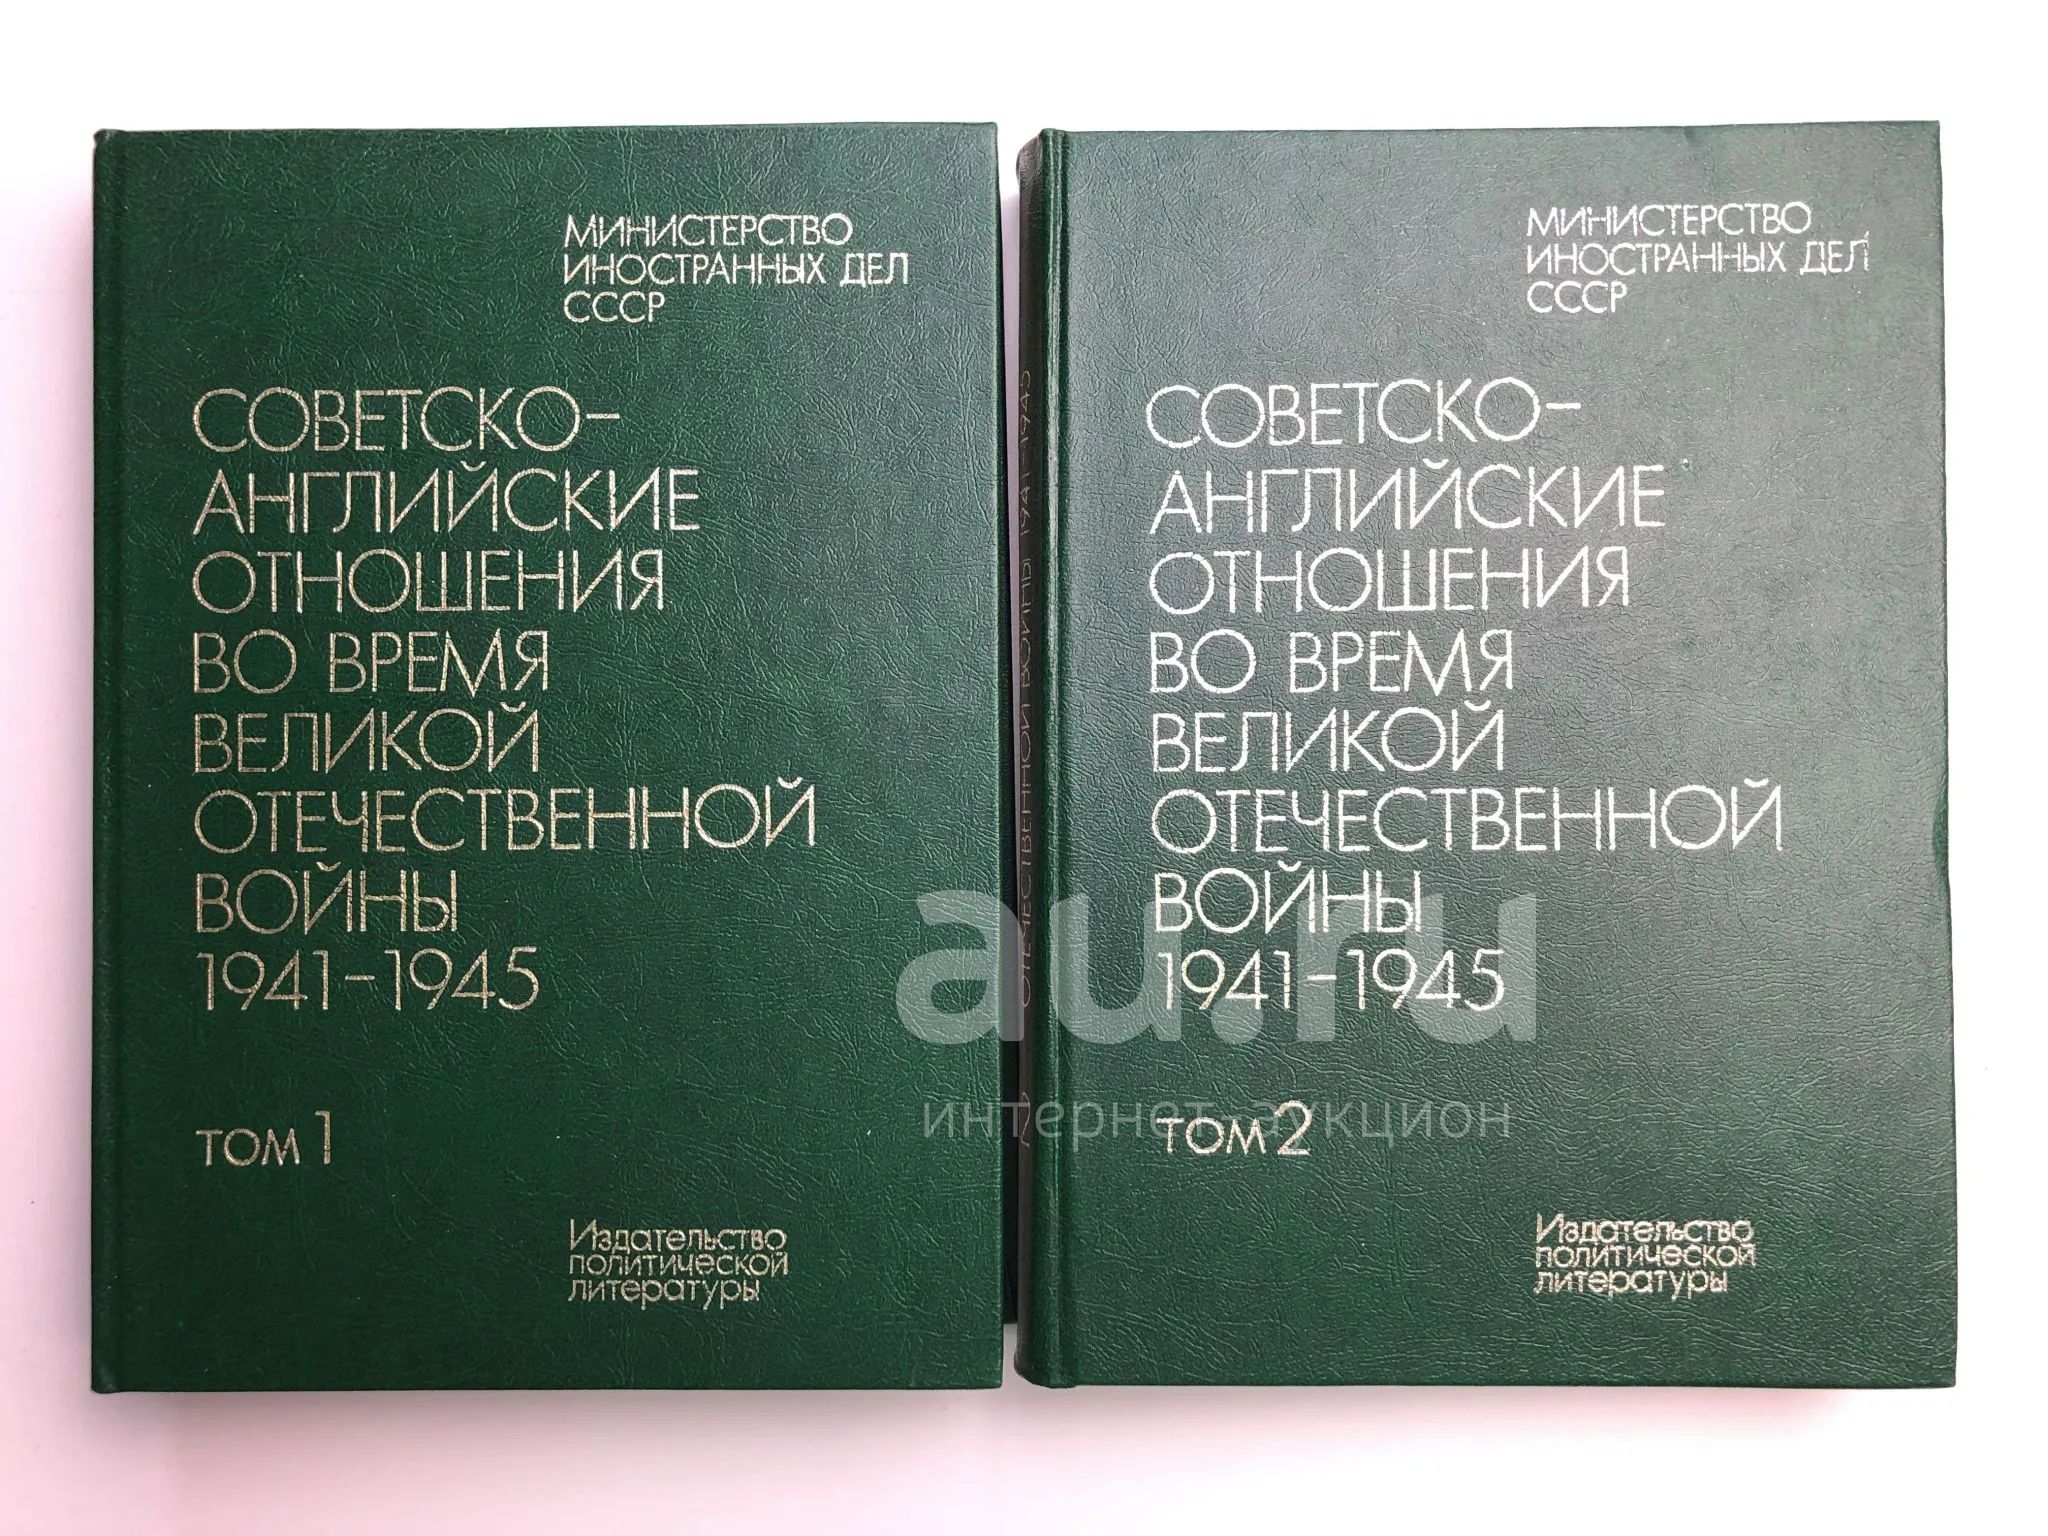 МИНИСТЕРСТВО
ИНОСТРАННЫХ ДЕЛ
СССР
СОВЕТСКО-
АНГЛИЙСКИЕ
ОТНОШЕНИЯ
ВО ВРЕМЯ
ВЕЛИКОЙ
ОТЕЧЕСТВЕННОЙ
ВОЙНЫ
1941-1945
ТОМ 1
Издательство
политической
литературы
ОТЕЧЕСТВЕННОЙ ВОЙНЫ 1941-1945
2
МИНИСТЕРСТВО
ИНОСТРАННЫХ ДЕЛ
СССР
СОВЕТСКО-
АНГЛИЙСКИЕ
ОТНОШЕНИЯ
ВО ВРЕМЯ
ВЕЛИКОЙ
ОТЕЧЕСТВЕННОЙ
ВОЙНЫ
1941-1945
ТОМ 2
Издательство
политической
литературы
au.ru
интернет-аукцион